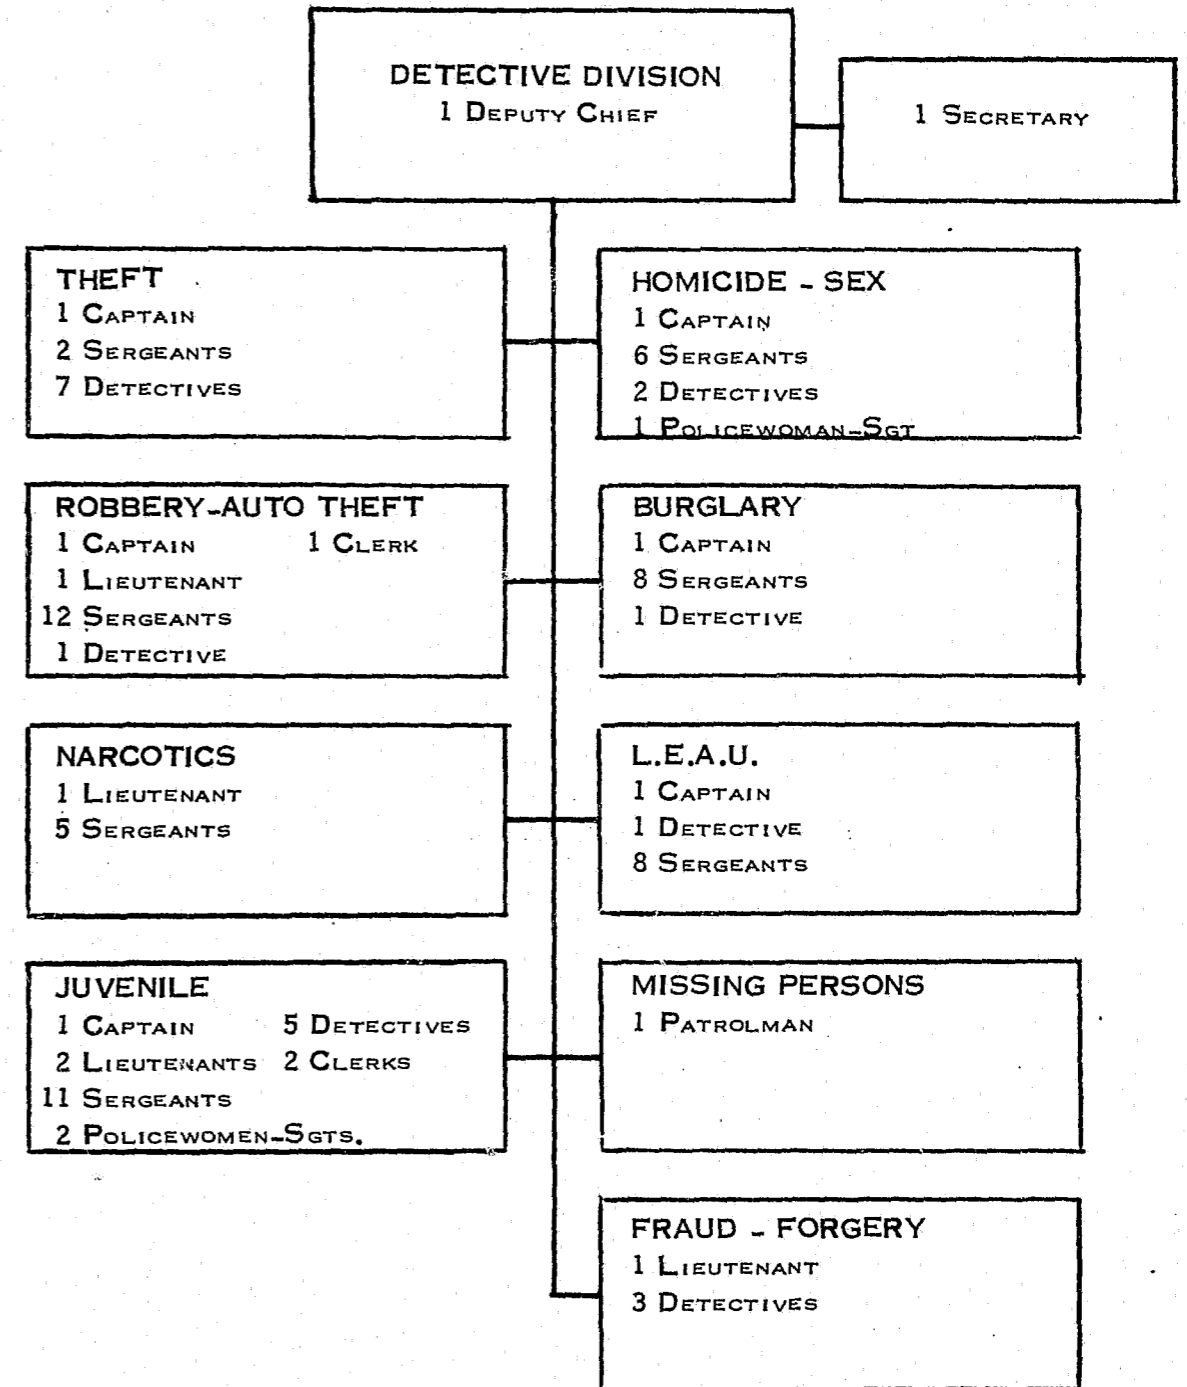 DETECTIVE DIVISION
1 DEPUTY CHIEF
1 SECRETARY
THEFT
1 CAPTAIN
2 SERGEANTS
7 DETECTIVES
HOMICIDE - SEX
1 CAPTAIN
6 SERGEANTS
2 DETECTIVES
1 POLICEWOMAN-SGT
ROBBERY-AUTO THEFT
1 CAPTAIN 1 CLERK
1 LIEUTENANT
12 SERGEANTS
1 DETECTIVE
BURGLARY
1 CAPTAIN
8 SERGEANTS
1 DETECTIVE
NARCOTICS
1 LIEUTENANT
5 SERGEANTS
L.E.A.U.
1 CAPTAIN
1 DETECTIVE
8 SERGEANTS
JUVENILE
1 CAPTAIN 5 DETECTIVES
2 LIEUTENANTS 2 CLERKS
11 SERGEANTS
2 POLICEWOMEN-SGTS.
MISSING PERSONS
1 PATROLMAN
FRAUD - FORGERY
1 LIEUTENANT
3 DETECTIVES